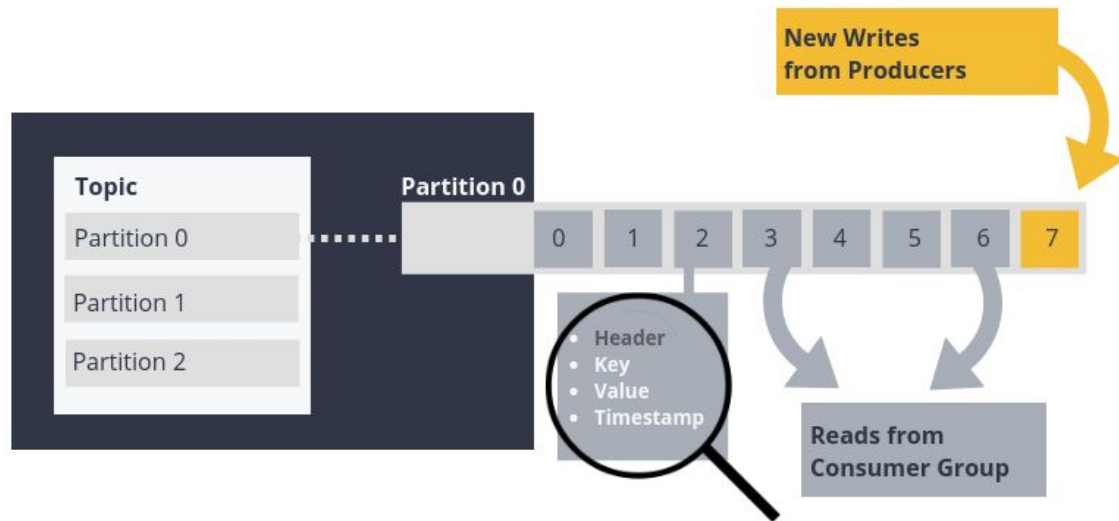 New Writes
from Producers
Topic
Partition 0
Partition 1
Partition 2
Partition 0
0 1 2 3 4 5 6 7
Header
Key
Value
Timestamp
Reads from
Consumer Group